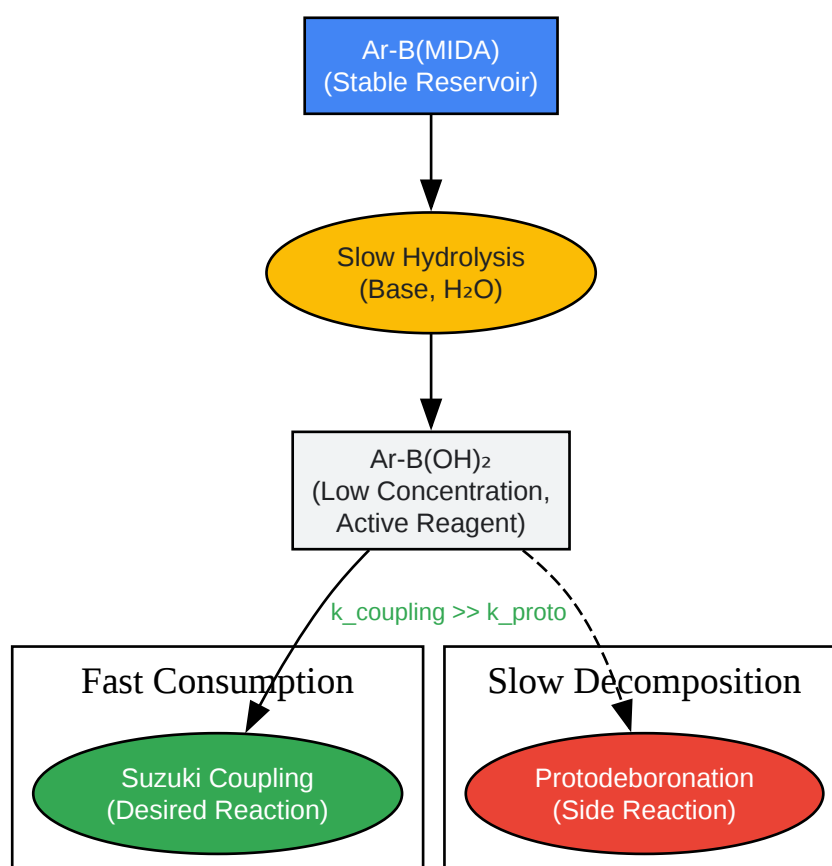 Ar-B(MIDA)
(Stable Reservoir)
Slow Hydrolysis
(Base, H₂O)
Ar-B(OH)₂
(Low Concentration,
Active Reagent)
k_coupling >> k_proto
Fast Consumption
Slow Decomposition
Suzuki Coupling
(Desired Reaction)
Protodeboronation
(Side Reaction)